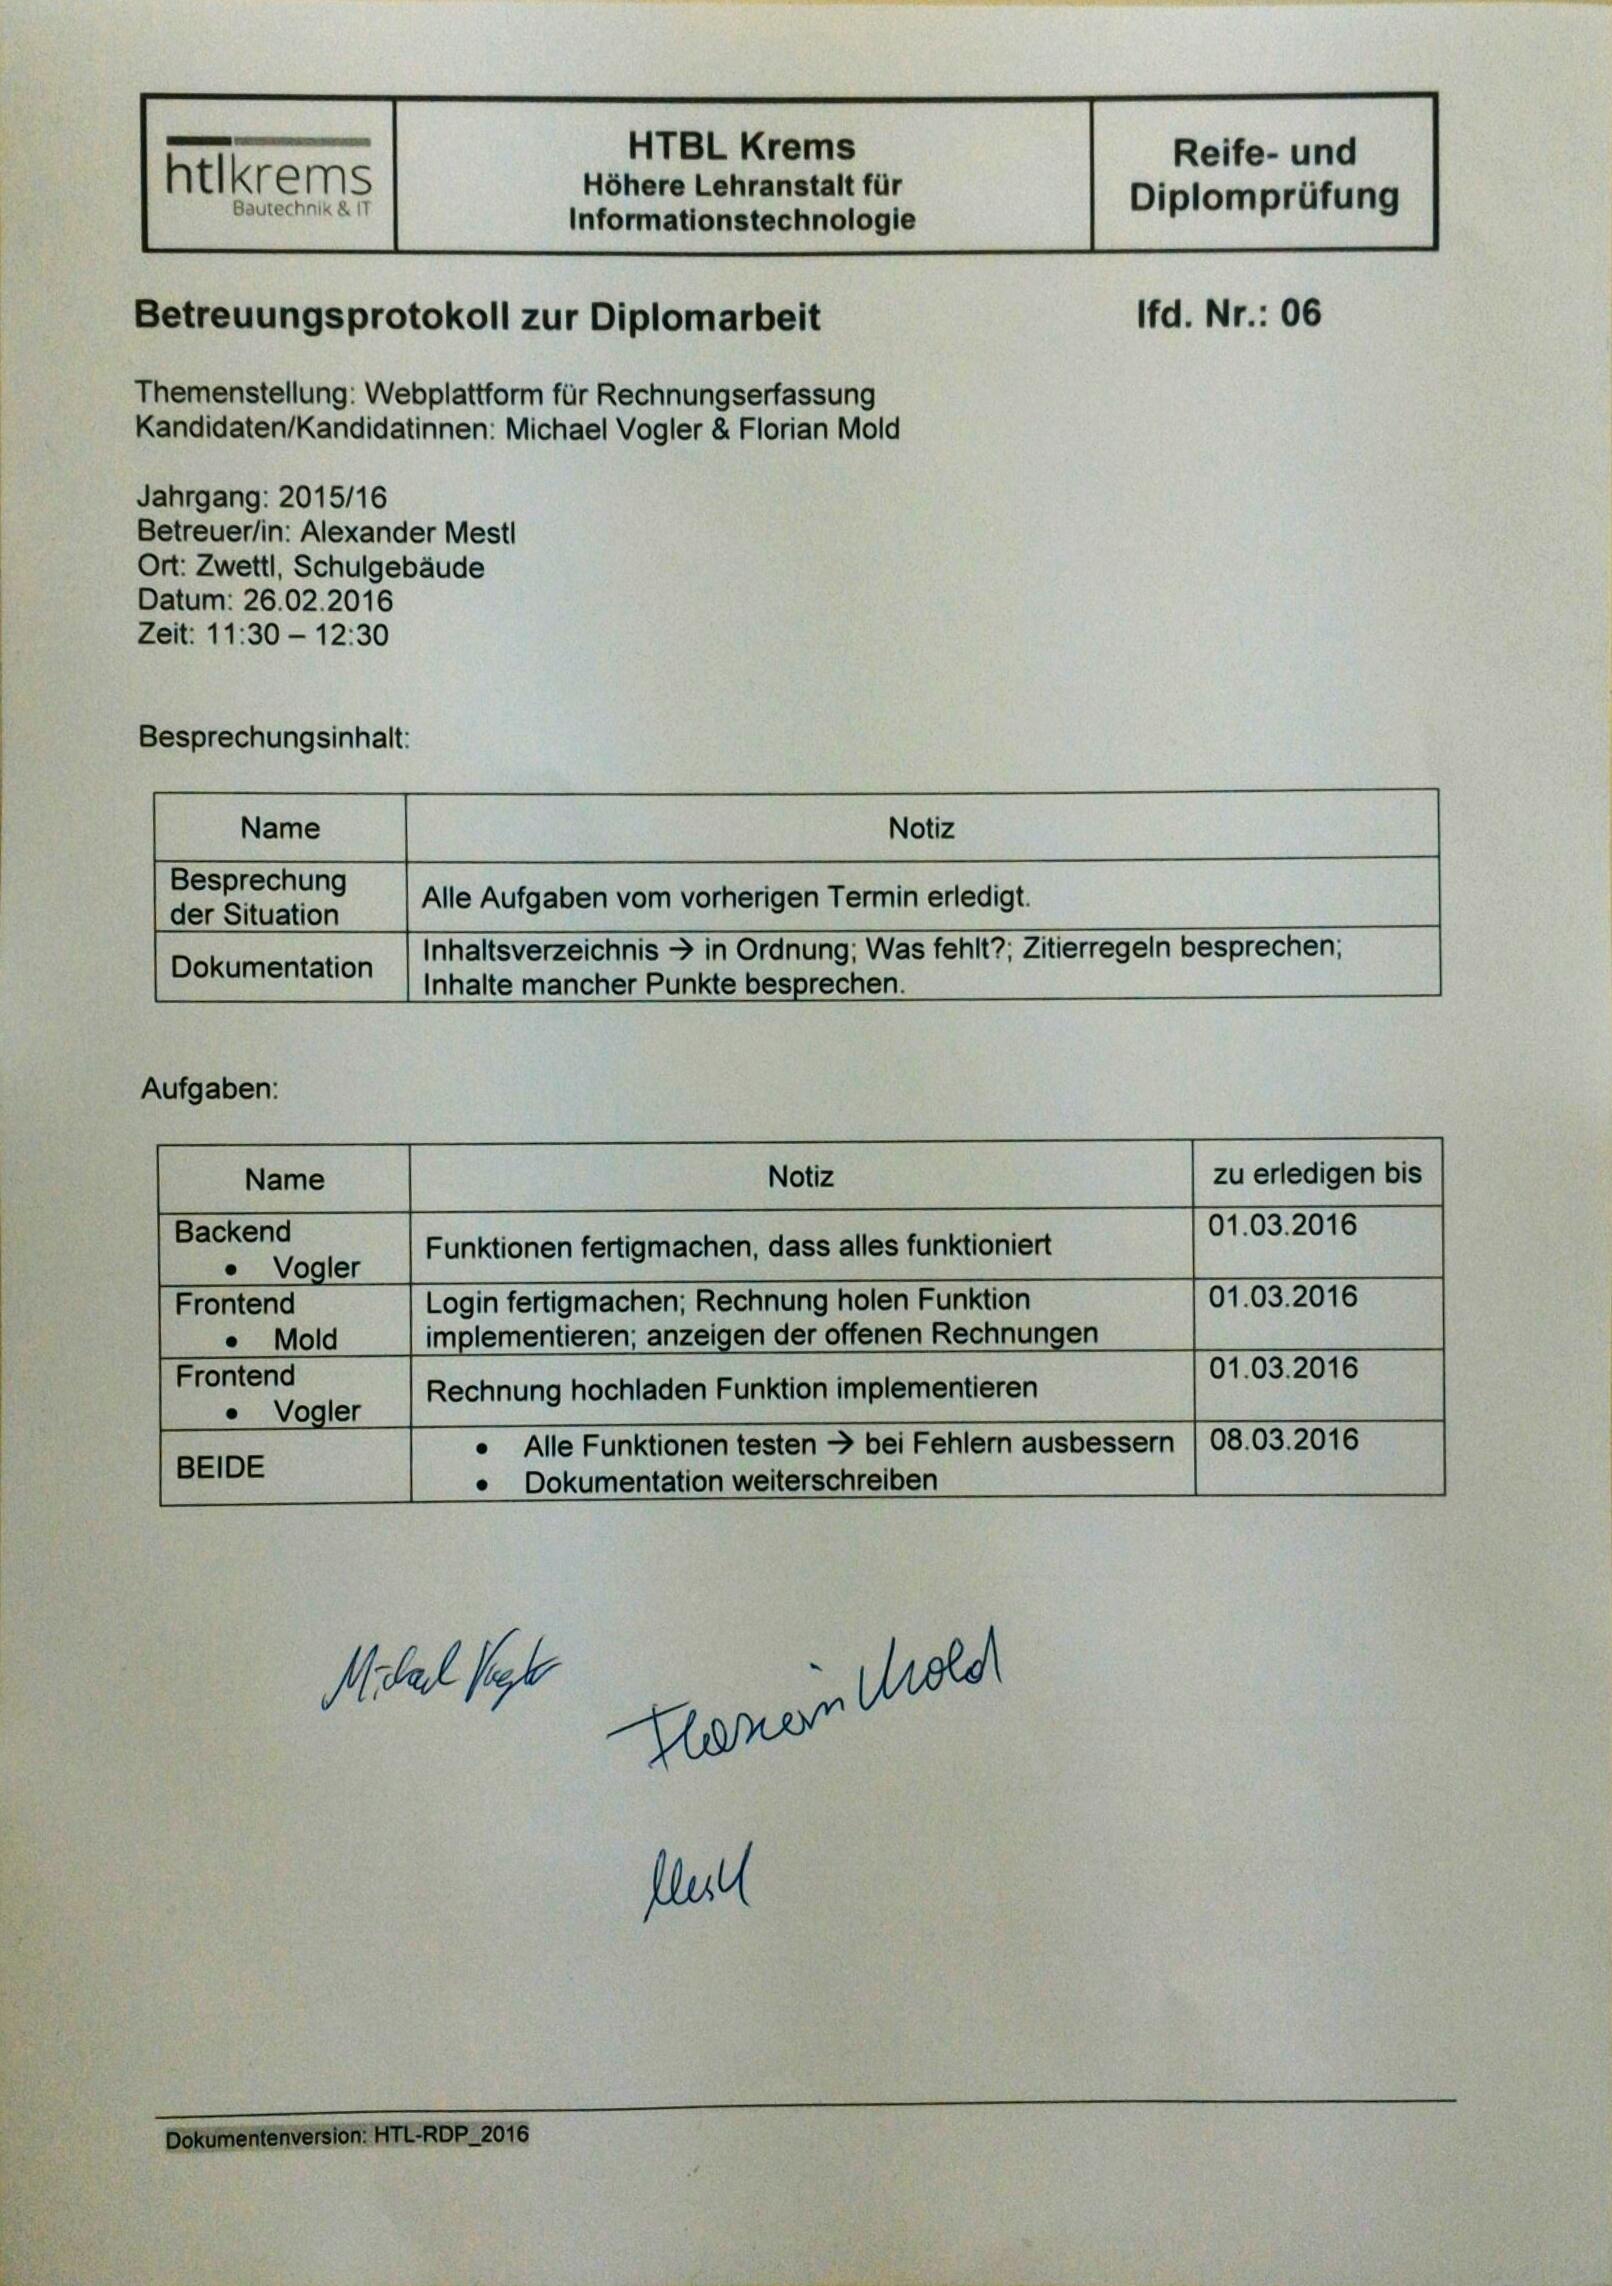 htlkrems
Bautechnik & IT
HTBL Krems
Höhere Lehranstalt für
Informationstechnologie
Reife- und
Diplomprüfung
Betreuungsprotokoll zur Diplomarbeit
lfd. Nr.: 06
Themenstellung: Webplattform für Rechnungserfassung
Kandidaten/Kandidatinnen: Michael Vogler & Florian Mold
Jahrgang: 2015/16
Betreuer/in: Alexander Mestl
Ort: Zwettl, Schulgebäude
Datum: 26.02.2016
Zeit: 11:30 – 12:30
Besprechungsinhalt:
Name
Notiz
Besprechung
der Situation
Alle Aufgaben vom vorherigen Termin erledigt.
Dokumentation
Inhaltsverzeichnis → in Ordnung; Was fehlt?; Zitierregeln besprechen;
Inhalte mancher Punkte besprechen.
Aufgaben:
Name
Notiz
zu erledigen bis
Backend
• Vogler
Funktionen fertigmachen, dass alles funktioniert
01.03.2016
Frontend
• Mold
Login fertigmachen; Rechnung holen Funktion
implementieren; anzeigen der offenen Rechnungen
01.03.2016
Frontend
• Vogler
Rechnung hochladen Funktion implementieren
01.03.2016
BEIDE
• Alle Funktionen testen → bei Fehlern ausbessern
• Dokumentation weiterschreiben
08.03.2016
Michael Vogler
Florian Mold
Mestl
Dokumentenversion: HTL-RDP_2016